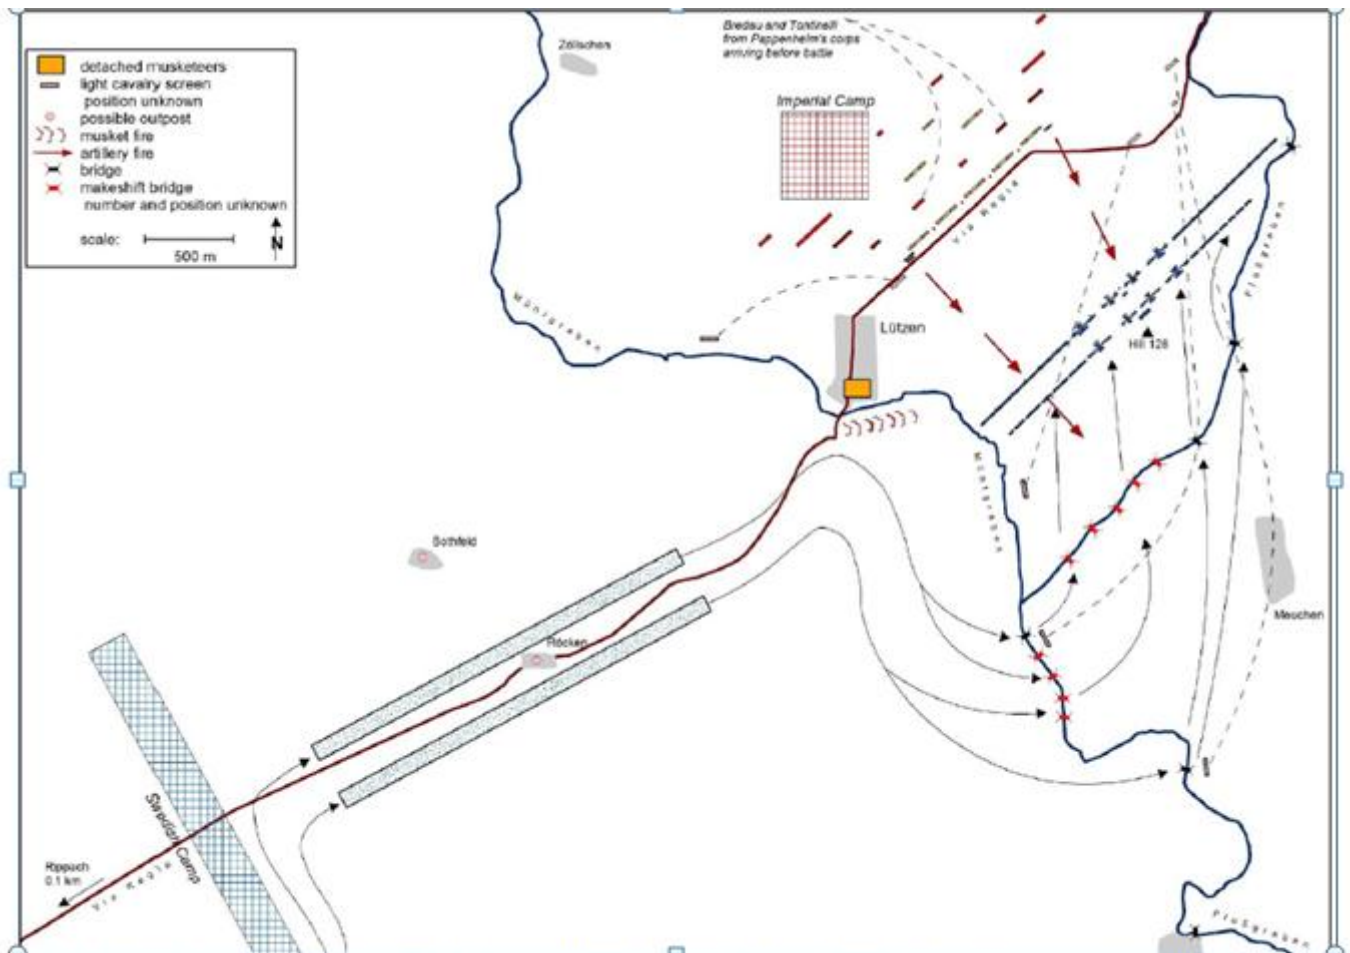 detached musketeers
light cavalry screen
position unknown
possible outpost
musket fire
artillery fire
bridge
makeshift bridge
number and position unknown
scale:
500 m
N
Zöllschen
Bredau and Tontinelli
from Pappenheim's corps
arriving before battle
Imperial Camp
Via Regia
Floßgraben
Mühlgraben
Lützen
Hill 128
Mühlgraben
Bothfeld
Röcken
Meuchen
Swedish Camp
Rippach
0.1 km
Via Regia
Floßgraben